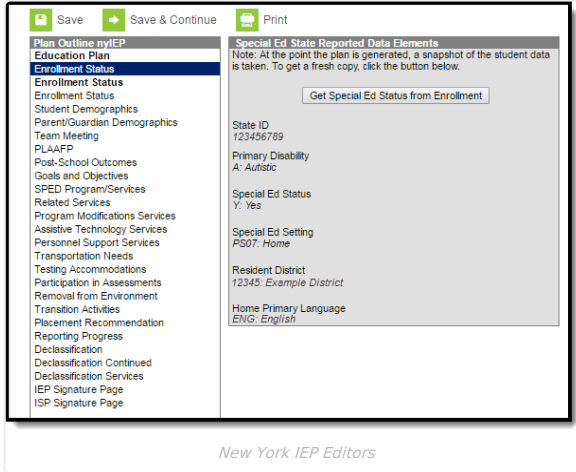 Save Save & Continue Print
Plan Outline nyIEP
Education Plan
Enrollment Status
Enrollment Status
Enrollment Status
Student Demographics
Parent/Guardian Demographics
Team Meeting
PLAAFP
Post-School Outcomes
Goals and Objectives
SPED Program/Services
Related Services
Program Modifications Services
Assistive Technology Services
Personnel Support Services
Transportation Needs
Testing Accommodations
Participation in Assessments
Removal from Environment
Transition Activities
Placement Recommendation
Reporting Progress
Declassification
Declassification Continued
Declassification Services
IEP Signature Page
ISP Signature Page
Special Ed State Reported Data Elements
Note: At the point the plan is generated, a snapshot of the student data
is taken. To get a fresh copy, click the button below.
Get Special Ed Status from Enrollment
State ID
123456789
Primary Disability
A: Autistic
Special Ed Status
Y: Yes
Special Ed Setting
PS07: Home
Resident District
12345: Example District
Home Primary Language
ENG: English
New York IEP Editors